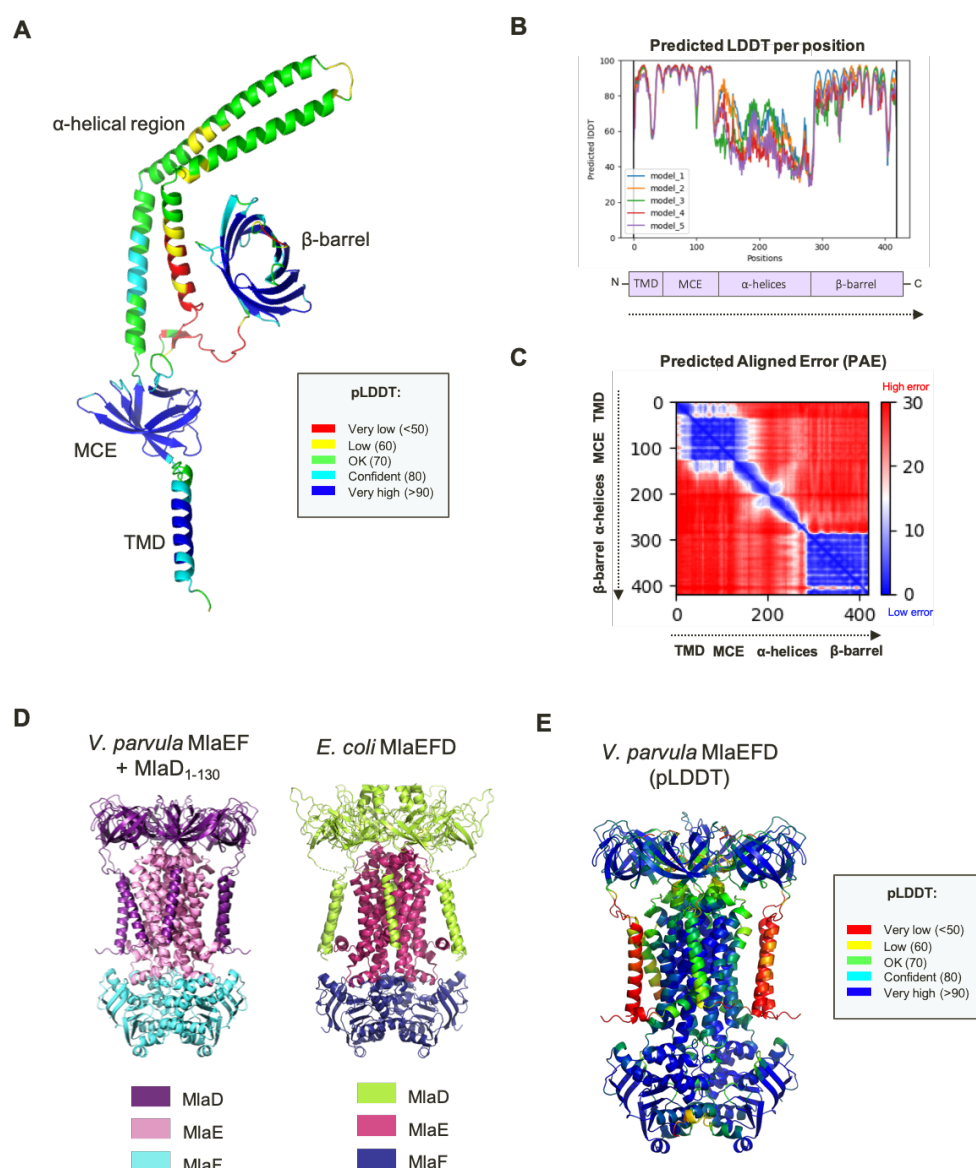 A
α-helical region
β-barrel
MCE
TMD
pLDDT:
Very low (<50)
Low (60)
OK (70)
Confident (80)
Very high (>90)
B
Predicted LDDT per position
Predicted lDDT
100
80
60
40
20
0
model_1
model_2
model_3
model_4
model_5
0 100 200 300 400
Positions
N TMD MCE α-helices β-barrel C
C
Predicted Aligned Error (PAE)
High error
β-barrel α-helices MCE TMD
0
100
200
300
400
0 200 400
30
20
10
0
Low error
TMD MCE α-helices β-barrel
D
V. parvula MlaEF
+ MlaD1-130
E. coli MlaEFD
MlaD
MlaE
MlaF
MlaD
MlaE
MlaF
E
V. parvula MlaEFD
(pLDDT)
pLDDT:
Very low (<50)
Low (60)
OK (70)
Confident (80)
Very high (>90)